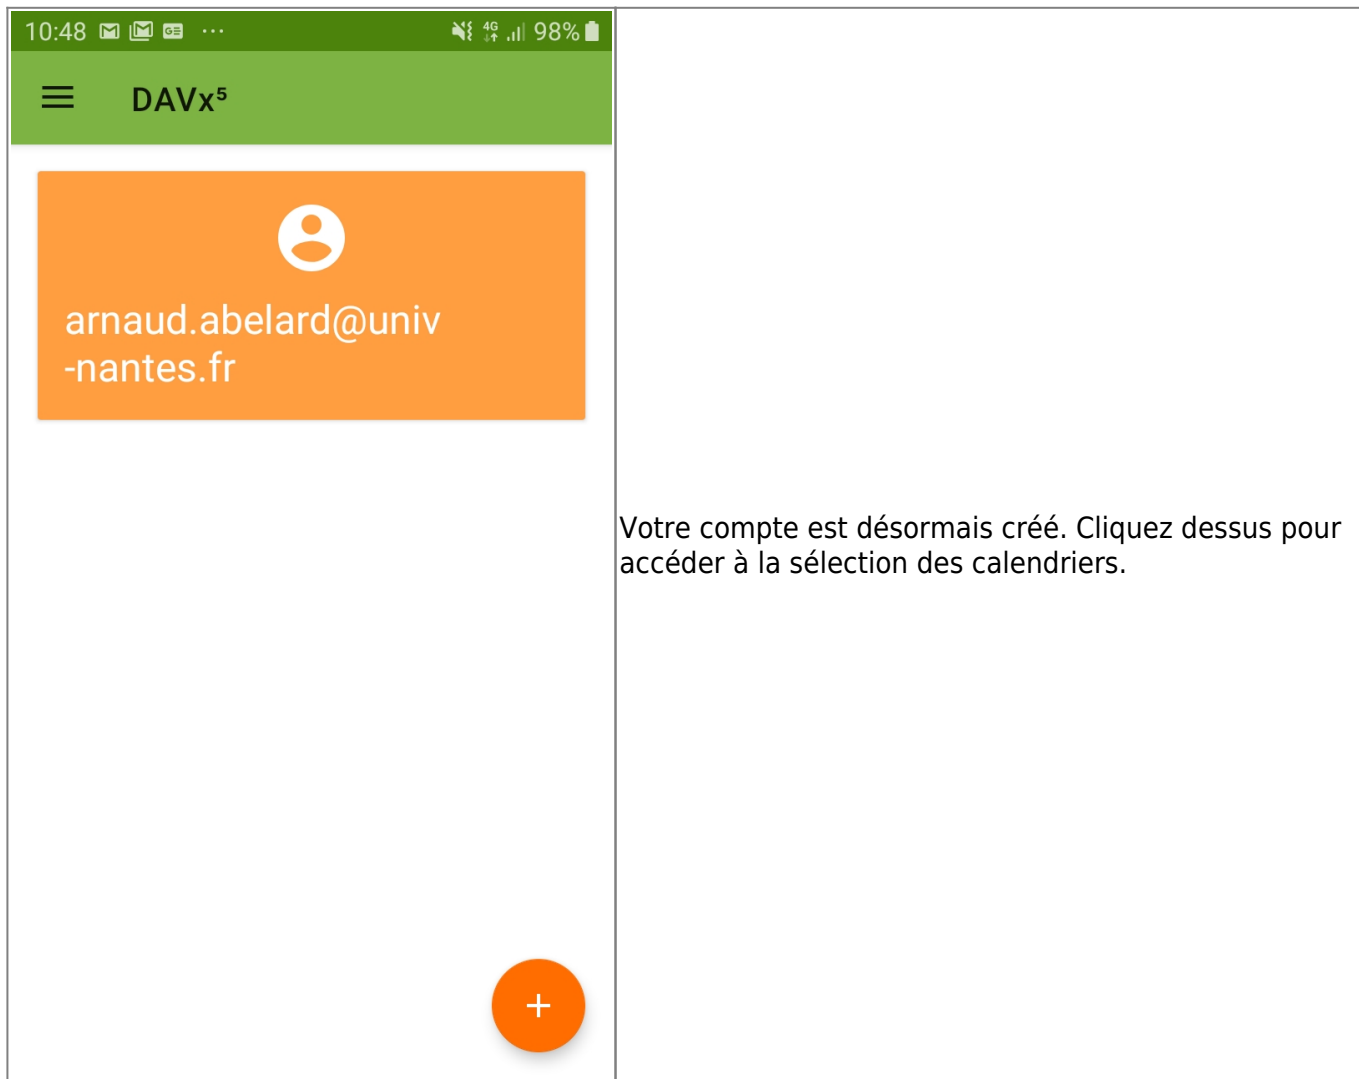 10:48
4G
98%
DAVx⁵
arnaud.abelard@univ
-nantes.fr
Votre compte est désormais créé. Cliquez dessus pour
accéder à la sélection des calendriers.